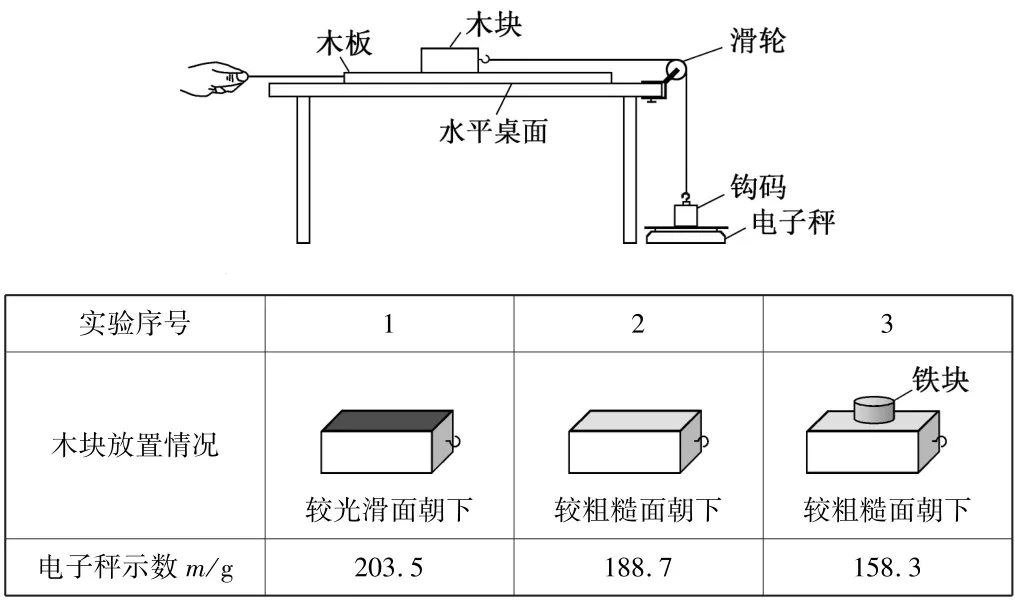 木块
木板
滑轮
水平桌面
钩码
电子秤
实验序号 1 2 3
铁块
木块放置情况
较光滑面朝下 较粗糙面朝下 较粗糙面朝下
电子秤示数 m/g 203.5 188.7 158.3